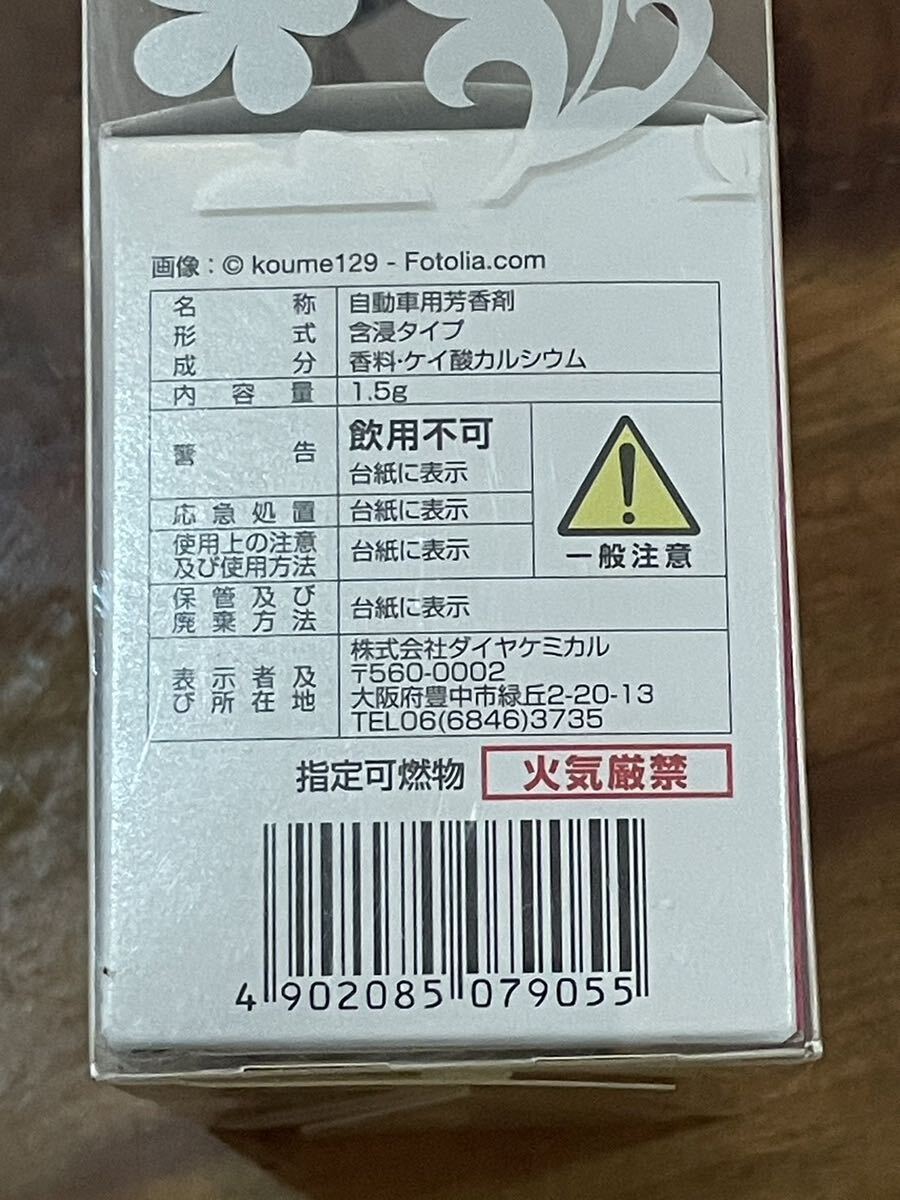 画像：© koume129 - Fotolia.com
名称 自動車用芳香剤
形式 含浸タイプ
成分 香料・ケイ酸カルシウム
内容量 1.5g
警告 飲用不可
台紙に表示
応急処置 台紙に表示
使用上の注意
及び使用方法 台紙に表示
一般注意
保管及び
廃棄方法 台紙に表示
表示者及
び所在地
株式会社ダイヤケミカル
〒560-0002
大阪府豊中市緑丘2-20-13
TEL06(6846)3735
指定可燃物 火気厳禁
4 902085 079055